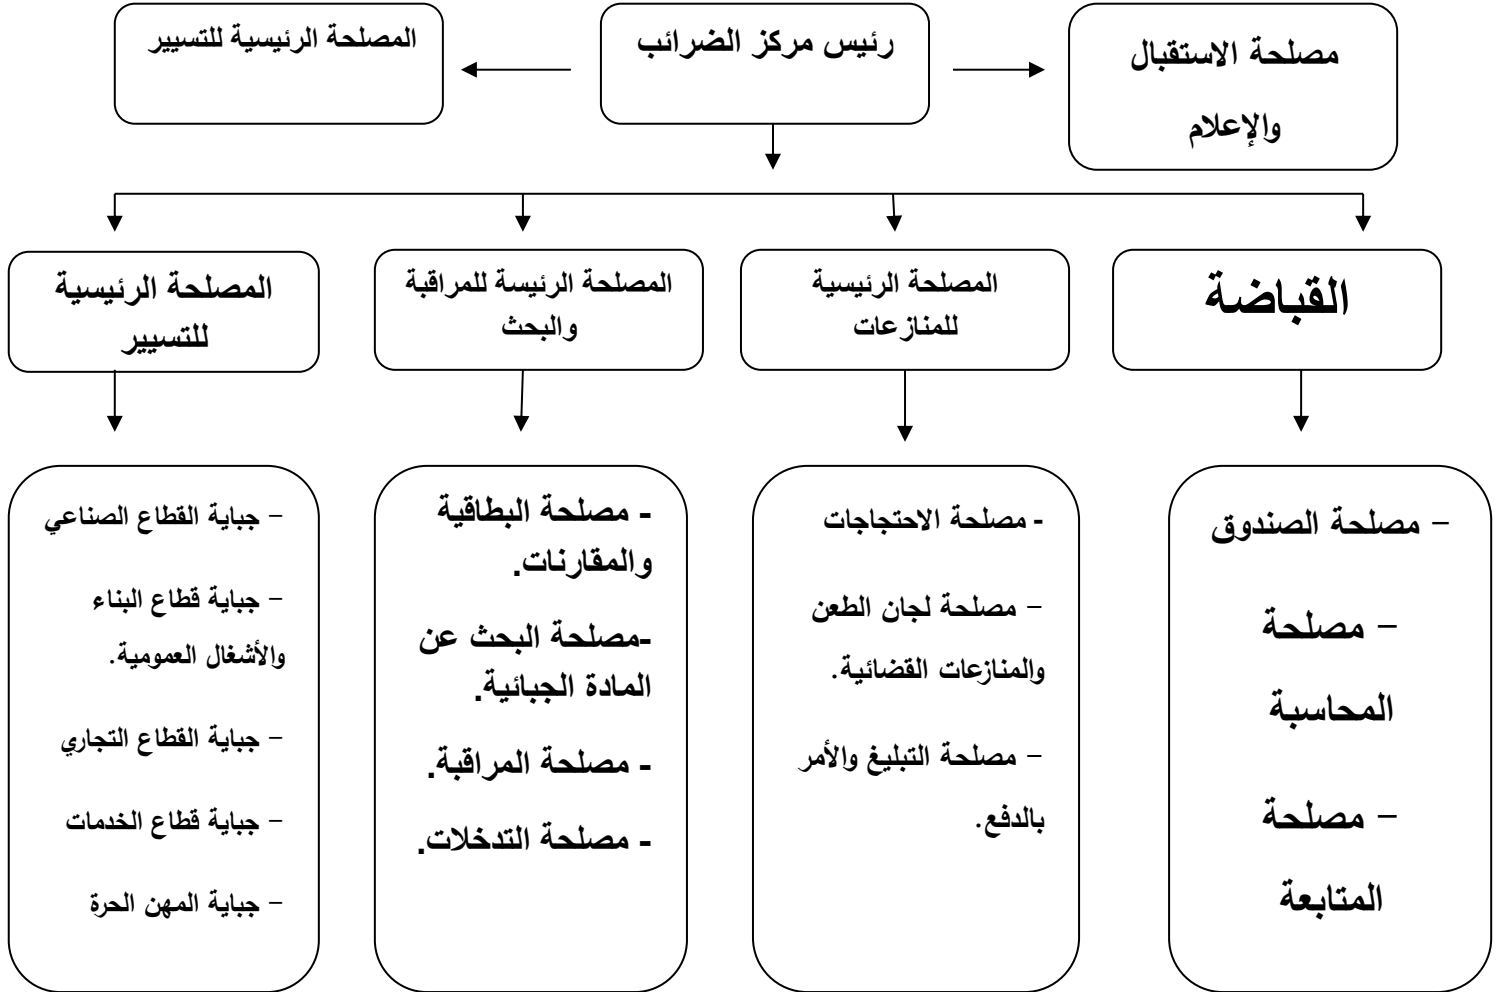 مصلحة الاستقبال
والإعلام
رئيس مركز الضرائب
المصلحة الرئيسية للتسيير
القباضة
المصلحة الرئيسية
للمنازعات
المصلحة الرئيسة للمراقبة
والبحث
المصلحة الرئيسية
للتسيير
– مصلحة الصندوق
– مصلحة
المحاسبة
– مصلحة
المتابعة
- مصلحة الاحتجاجات
– مصلحة لجان الطعن
والمنازعات القضائية.
– مصلحة التبليغ والأمر
بالدفع.
- مصلحة البطاقية
والمقارنات.
-مصلحة البحث عن
المادة الجبائية.
- مصلحة المراقبة.
- مصلحة التدخلات.
– جباية القطاع الصناعي
– جباية قطاع البناء
والأشغال العمومية.
– جباية القطاع التجاري
– جباية قطاع الخدمات
– جباية المهن الحرة